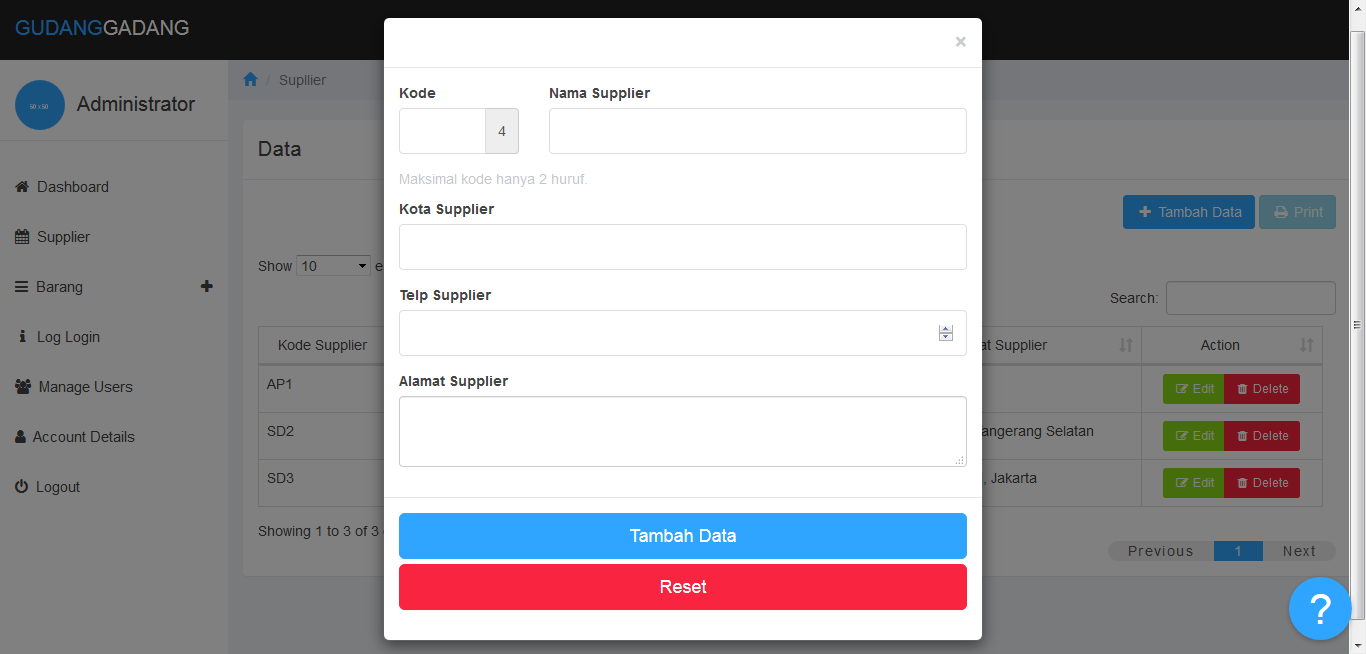 GUDANGGADANG
×
50 x 50
Administrator
Supllier
Dashboard
Supplier
Barang
Log Login
Manage Users
Account Details
Logout
Data
Tambah Data
Print
Show 10 e
Search:
Kode Supplier
at Supplier
Action
AP1
Edit
Delete
SD2
angerang Selatan
Edit
Delete
SD3
, Jakarta
Edit
Delete
Showing 1 to 3 of 3
Previous
1
Next
Kode
Nama Supplier
4
Maksimal kode hanya 2 huruf.
Kota Supplier
Telp Supplier
Alamat Supplier
Tambah Data
Reset
?